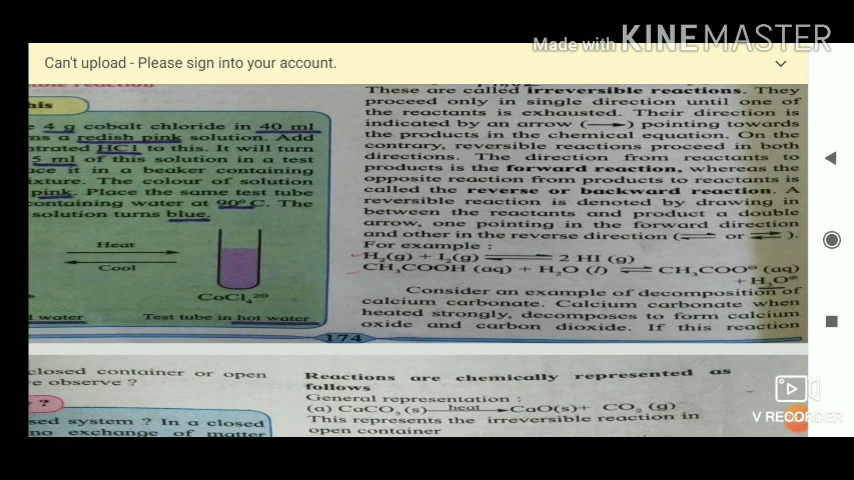 Made with KINEMASTER
Can't upload - Please sign into your account.
his
4 g cobalt chloride in 40 ml
a redish pink solution. Add
ntrated HCl to this. It will turn
5 ml of this solution in a test
ace it in a beaker containing
ixture. The colour of solution
pink. Place the same test tube
containing water at 90° C. The
solution turns blue.
Heat
Cool
CoCl₄²⊖
water
Test tube in hot water
These are called irreversible reactions. They
proceed only in single direction until one of
the reactants is exhausted. Their direction is
indicated by an arrow (⟶) pointing towards
the products in the chemical equation. On the
contrary, reversible reactions proceed in both
directions. The direction from reactants to
products is the forward reaction, whereas the
opposite reaction from products to reactants is
called the reverse or backward reaction. A
reversible reaction is denoted by drawing in
between the reactants and product a double
arrow, one pointing in the forward direction
and other in the reverse direction (⇌ or ⇌).
For example :
H₂(g) + I₂(g) ⇌ 2 HI (g)
CH₃COOH (aq) + H₂O (l) ⇌ CH₃COO⊖ (aq)
+ H₃O⊕
Consider an example of decomposition of
calcium carbonate. Calcium carbonate when
heated strongly, decomposes to form calcium
oxide and carbon dioxide. If this reaction
174
closed container or open
e observe ?
?
sed system ? In a closed
no exchange of matter
Reactions are chemically represented as
follows
General representation :
(a) CaCO₃(s) heat⟶ CaO(s)+ CO₂ (g)
This represents the irreversible reaction in
open container
V RECORDER